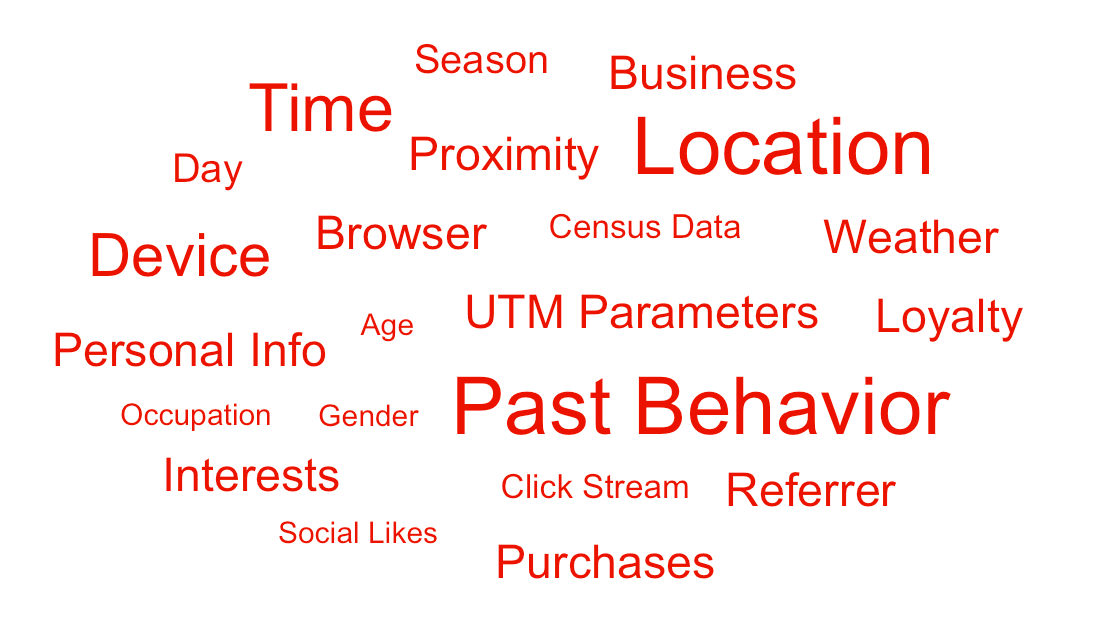 Season
Business
Time
Location
Proximity
Day
Browser
Census Data
Weather
Device
UTM Parameters
Loyalty
Age
Personal Info
Past Behavior
Occupation
Gender
Interests
Click Stream
Referrer
Social Likes
Purchases